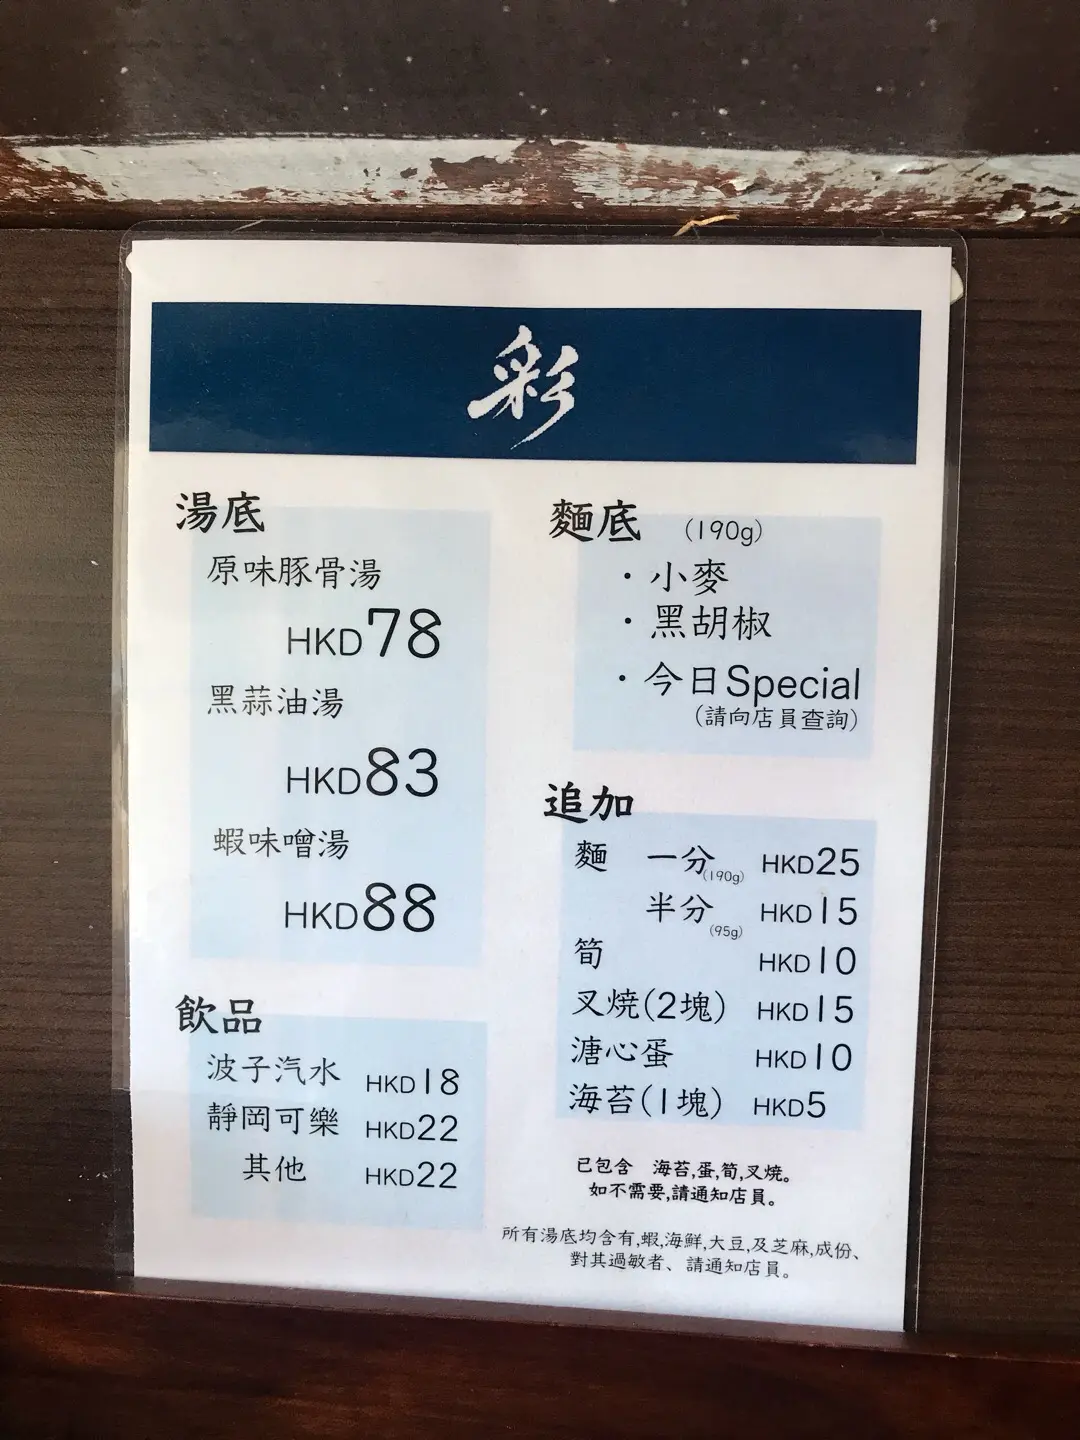 彩
湯底
原味豚骨湯
HKD78
黑蒜油湯
HKD83
蝦味噌湯
HKD88
飲品
波子汽水 HKD18
靜岡可樂 HKD22
其他 HKD22
麵底 (190g)
・小麥
・黑胡椒
・今日Special
(請向店員查詢)
追加
麵 一分(190g) HKD25
半分(95g) HKD15
筍 HKD10
叉燒(2塊) HKD15
溏心蛋 HKD10
海苔(1塊) HKD5
已包含 海苔,蛋,筍,叉燒。
如不需要,請通知店員。
所有湯底均含有,蝦,海鮮,大豆,及芝麻,成份、
對其過敏者、請通知店員。